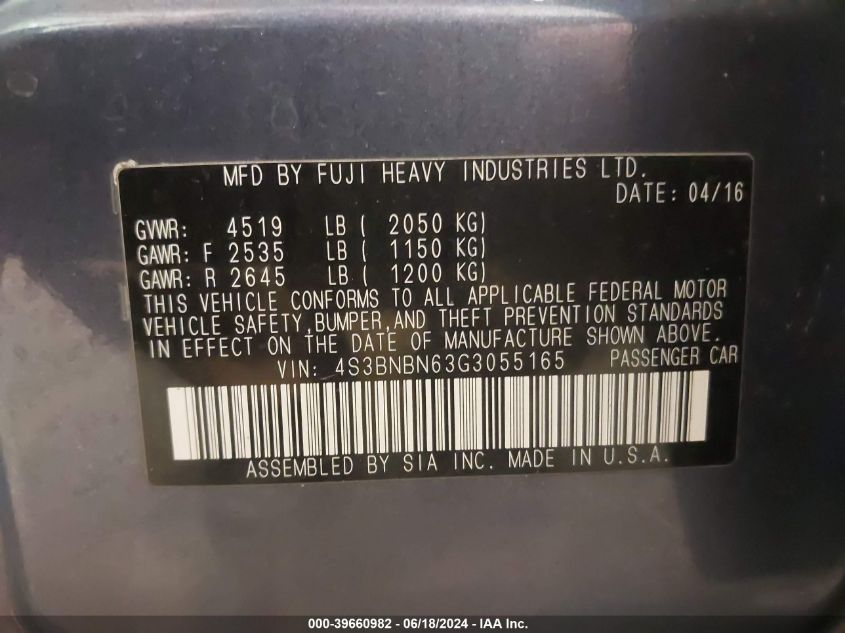 MFD BY FUJI HEAVY INDUSTRIES LTD.
DATE: 04/16
GVWR: 4519 LB ( 2050 KG)
GAWR: F 2535 LB ( 1150 KG)
GAWR: R 2645 LB ( 1200 KG)
THIS VEHICLE CONFORMS TO ALL APPLICABLE FEDERAL MOTOR
VEHICLE SAFETY,BUMPER,AND THEFT PREVENTION STANDARDS
IN EFFECT ON THE DATE OF MANUFACTURE SHOWN ABOVE.
VIN: 4S3BNBN63G3055165 PASSENGER CAR
ASSEMBLED BY SIA INC. MADE IN U.S.A.
000-39660982 - 06/18/2024 - IAA Inc.